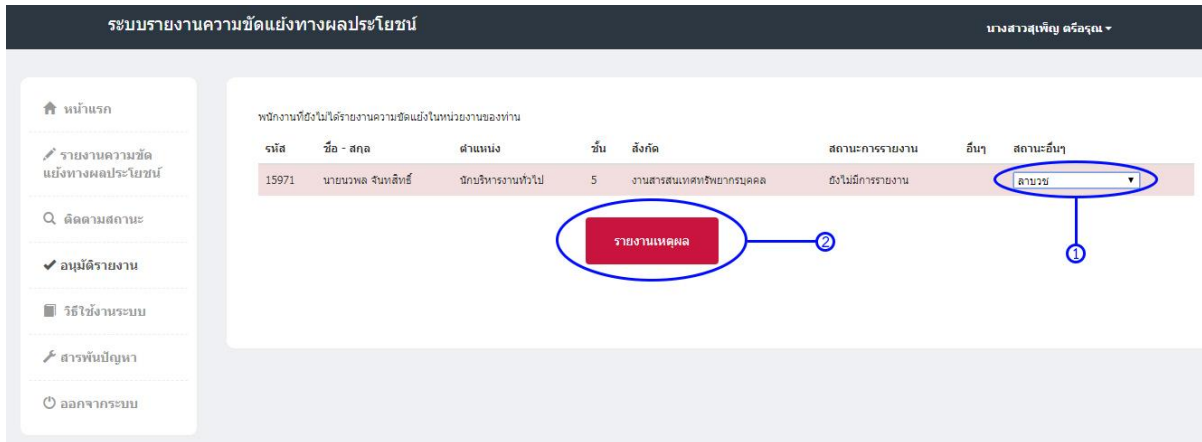 ระบบรายงานความขัดแย้งทางผลประโยชน์
นางสาวสุเพ็ญ ตรีอรุณ
หน้าแรก
รายงานความขัด
แย้งทางผลประโยชน์
ติดตามสถานะ
อนุมัติรายงาน
วิธีใช้งานระบบ
สารพันปัญหา
ออกจากระบบ
พนักงานที่ยังไม่ได้รายงานความขัดแย้งในหน่วยงานของท่าน
รหัส ชื่อ - สกุล ตำแหน่ง ชั้น สังกัด สถานะการรายงาน อื่นๆ สถานะอื่นๆ
15971 นายนวพล จันทสิทธิ์ นักบริหารงานทั่วไป 5 งานสารสนเทศทรัพยากรบุคคล ยังไม่มีการรายงาน ลาบวช
รายงานเหตุผล
2
1